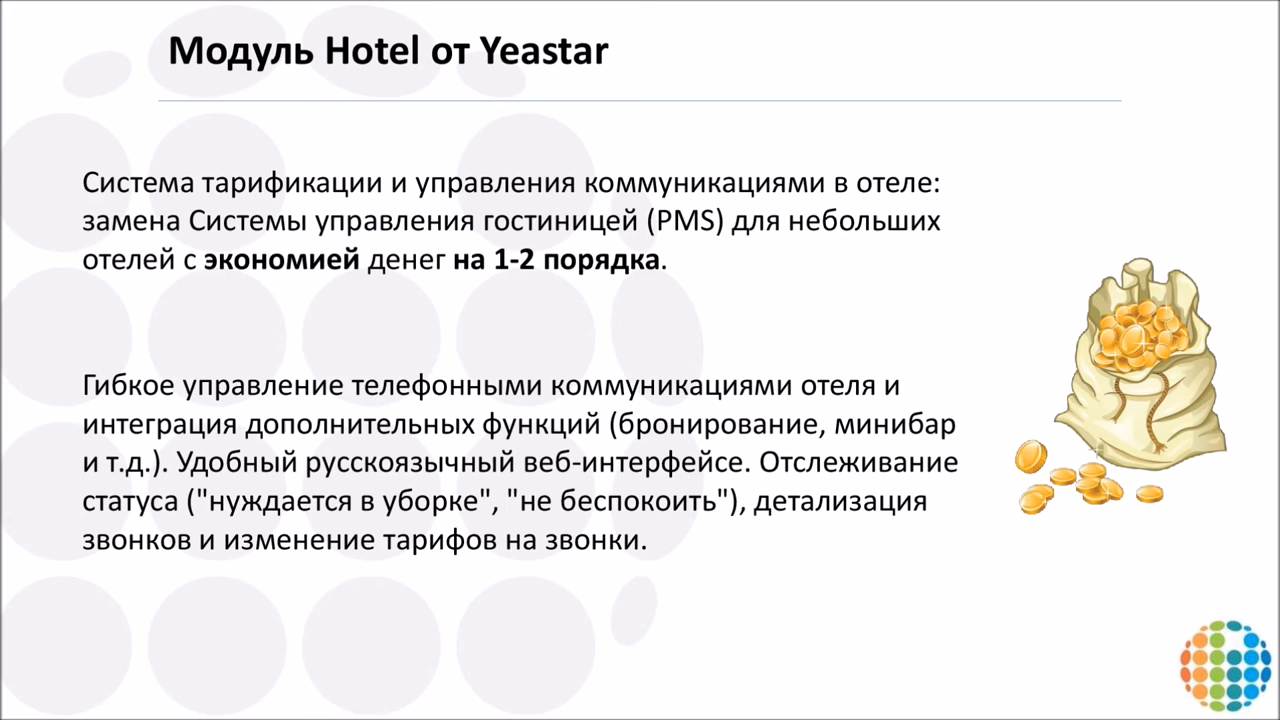 Модуль Hotel от Yeastar
Система тарификации и управления коммуникациями в отеле:
замена Системы управления гостиницей (PMS) для небольших
отелей с экономией денег на 1-2 порядка.
Гибкое управление телефонными коммуникациями отеля и
интеграция дополнительных функций (бронирование, минибар
и т.д.). Удобный русскоязычный веб-интерфейсе. Отслеживание
статуса ("нуждается в уборке", "не беспокоить"), детализация
звонков и изменение тарифов на звонки.